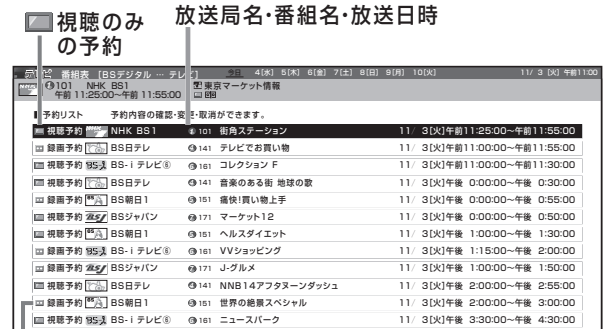 視聴のみの予約
放送局名・番組名・放送日時
テレビ 番組表 [BSデジタル … テレビ] 今日 4[水] 5[木] 6[金] 7[土] 8[日] 9[月] 10[火] 11/ 3 [火] 午前11:00
101 NHK BS1 東京マーケット情報
午前 11:25:00〜午前 11:55:00
予約リスト 予約内容の確認・変更・取消ができます。
視聴予約 NHK BS1 101 街角ステーション 11/ 3[火]午前11:25:00〜午前11:55:00
録画予約 BS日テレ 141 テレビでお買い物 11/ 3[火]午前11:00:00〜午前11:55:00
視聴予約 BS-i BS-i テレビ⑥ 161 コレクション F 11/ 3[火]午前11:00:00〜午前11:30:00
視聴予約 BS日テレ 141 音楽のある街 地球の歌 11/ 3[火]午後 0:00:00〜午後 0:30:00
録画予約 BS朝日1 151 痛快!買い物上手 11/ 3[火]午後 0:00:00〜午後 0:55:00
視聴予約 BSジャパン 171 マーケット12 11/ 3[火]午後 0:00:00〜午後 0:50:00
視聴予約 BS朝日1 151 ヘルスダイエット 11/ 3[火]午後 1:00:00〜午後 1:30:00
録画予約 BS-i BS-i テレビ⑥ 161 VVショッピング 11/ 3[火]午後 1:15:00〜午後 2:00:00
録画予約 BSジャパン 171 J-グルメ 11/ 3[火]午後 1:00:00〜午後 1:50:00
視聴予約 BS日テレ 141 NNB14アフタヌーンダッシュ 11/ 3[火]午後 2:00:00〜午後 2:55:00
録画予約 BS朝日1 151 世界の絶景スペシャル 11/ 3[火]午後 2:00:00〜午後 3:00:00
視聴予約 BS-i BS-i テレビ⑥ 161 ニュースパーク 11/ 3[火]午後 3:30:00〜午後 4:30:00